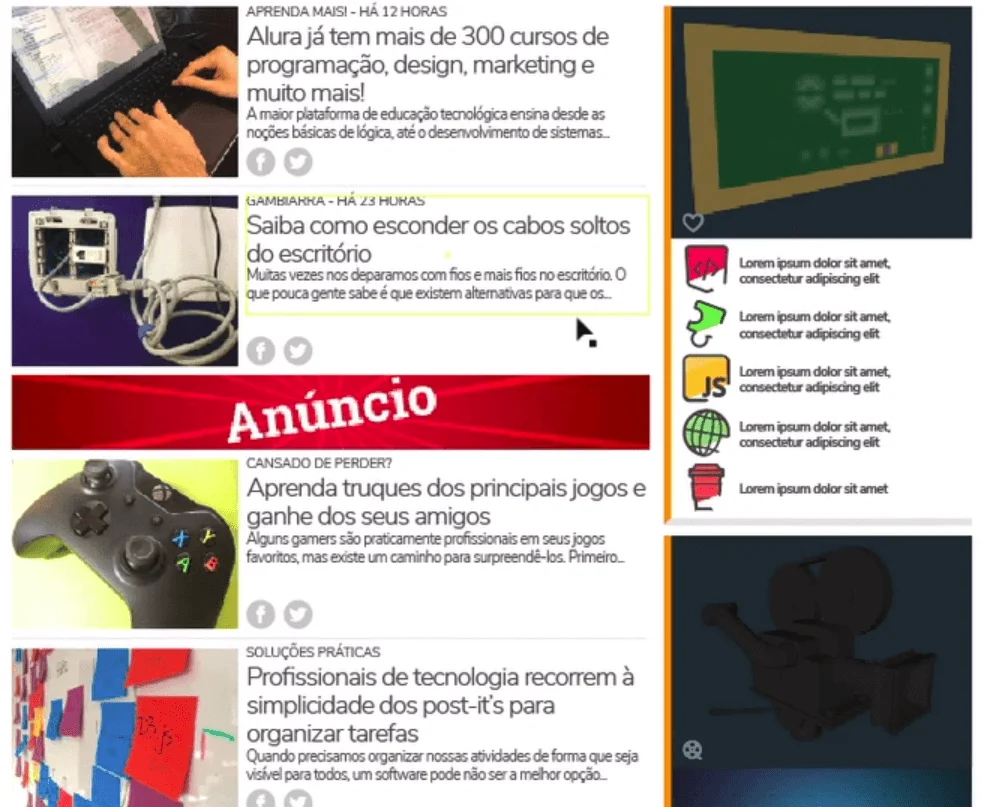 APRENDA MAIS! - HÁ 12 HORAS
Alura já tem mais de 300 cursos de
programação, design, marketing e
muito mais!
A maior plataforma de educação tecnológica ensina desde as
noções básicas de lógica, até o desenvolvimento de sistemas...
GAMBIARRA - HÁ 23 HORAS
Saiba como esconder os cabos soltos
do escritório
Muitas vezes nos deparamos com fios e mais fios no escritório. O
que pouca gente sabe é que existem alternativas para que os...
Anúncio
CANSADO DE PERDER?
Aprenda truques dos principais jogos e
ganhe dos seus amigos
Alguns gamers são praticamente profissionais em seus jogos
favoritos, mas existe um caminho para surpreendê-los. Primeiro...
X Y
A B
SOLUÇÕES PRÁTICAS
Profissionais de tecnologia recorrem à
simplicidade dos post-it's para
organizar tarefas
Quando precisamos organizar nossas atividades de forma que seja
visível para todos, um software pode não ser a melhor opção...
</>
Lorem ipsum dolor sit amet,
consectetur adipiscing elit
Lorem ipsum dolor sit amet,
consectetur adipiscing elit
JS
Lorem ipsum dolor sit amet,
consectetur adipiscing elit
Lorem ipsum dolor sit amet,
consectetur adipiscing elit
Lorem ipsum dolor sit amet